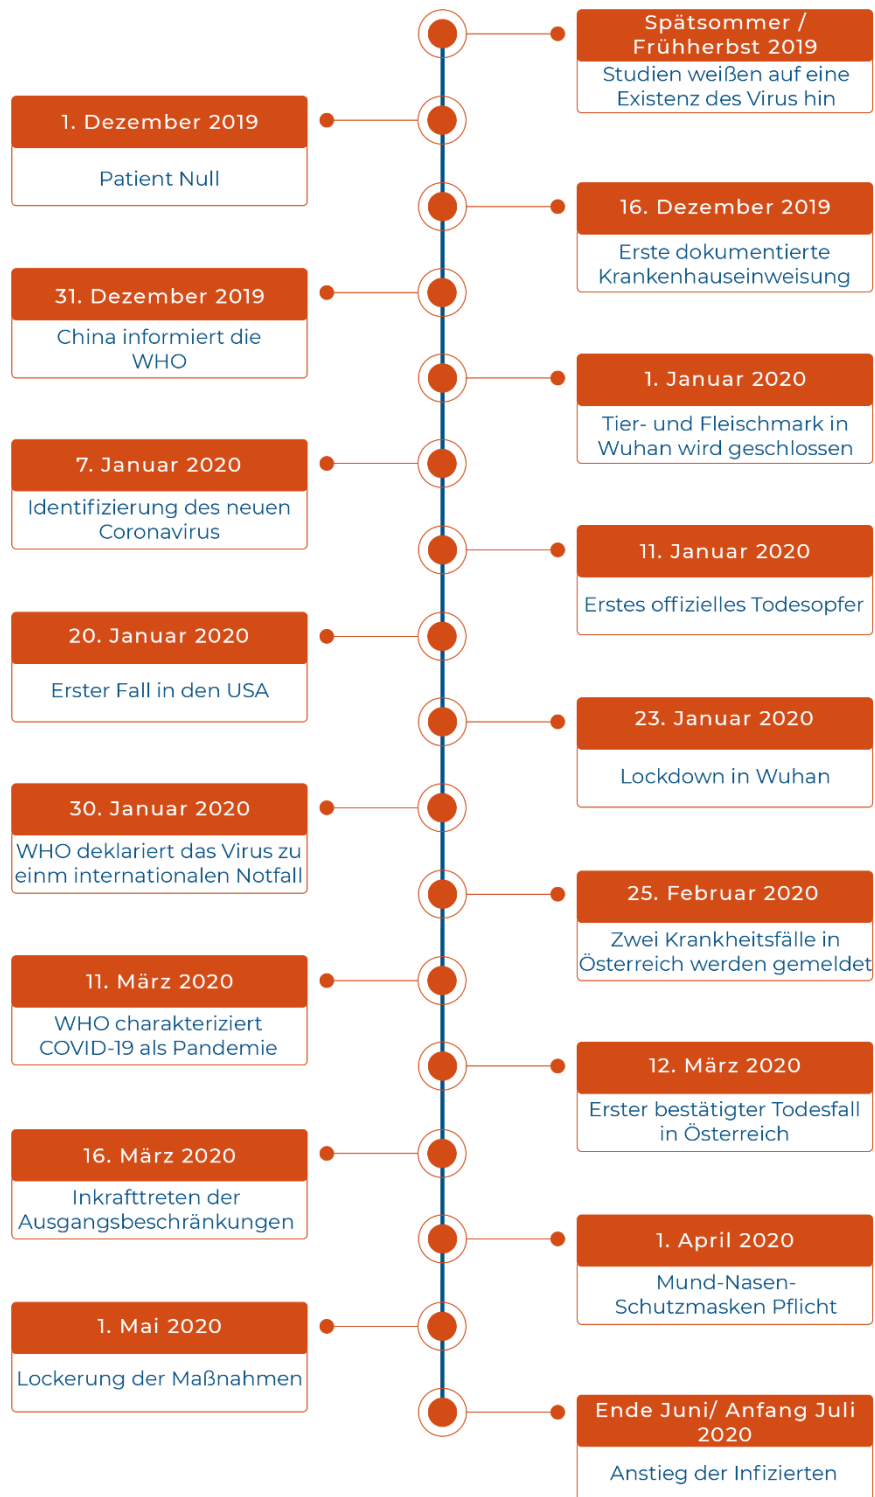 Spätsommer /
Frühherbst 2019
Studien weißen auf eine
Existenz des Virus hin
1. Dezember 2019
Patient Null
16. Dezember 2019
Erste dokumentierte
Krankenhauseinweisung
31. Dezember 2019
China informiert die
WHO
1. Januar 2020
Tier- und Fleischmark in
Wuhan wird geschlossen
7. Januar 2020
Identifizierung des neuen
Coronavirus
11. Januar 2020
Erstes offizielles Todesopfer
20. Januar 2020
Erster Fall in den USA
23. Januar 2020
Lockdown in Wuhan
30. Januar 2020
WHO deklariert das Virus zu
einm internationalen Notfall
25. Februar 2020
Zwei Krankheitsfälle in
Österreich werden gemeldet
11. März 2020
WHO charakteriziert
COVID-19 als Pandemie
12. März 2020
Erster bestätigter Todesfall
in Österreich
16. März 2020
Inkrafttreten der
Ausgangsbeschränkungen
1. April 2020
Mund-Nasen-
Schutzmasken Pflicht
1. Mai 2020
Lockerung der Maßnahmen
Ende Juni/ Anfang Juli
2020
Anstieg der Infizierten